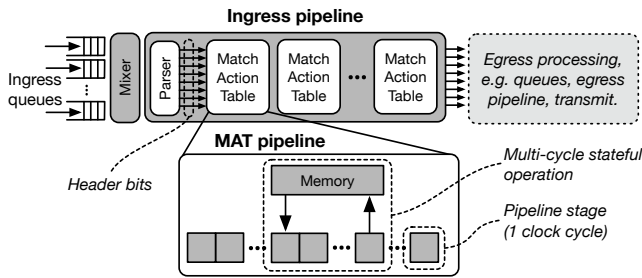 Ingress pipeline
Ingress
queues
Mixer
Parser
Match
Action
Table
Match
Action
Table
Match
Action
Table
Egress processing,
e.g. queues, egress
pipeline, transmit.
MAT pipeline
Header bits
Memory
Multi-cycle stateful
operation
Pipeline stage
(1 clock cycle)